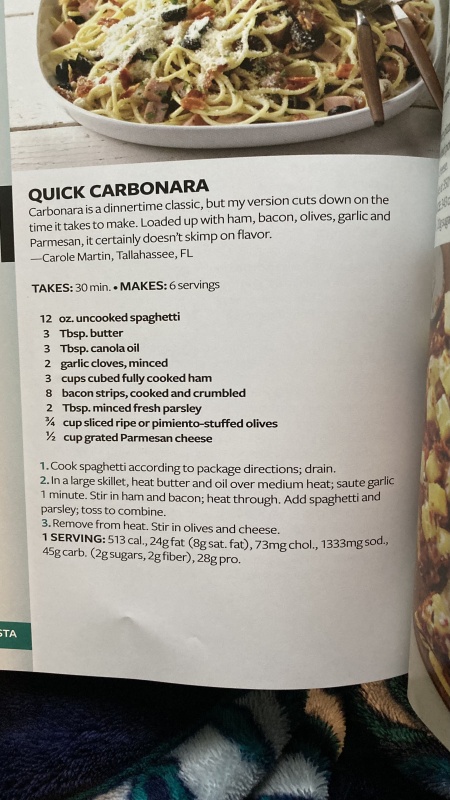 QUICK CARBONARA
Carbonara is a dinnertime classic, but my version cuts down on the
time it takes to make. Loaded up with ham, bacon, olives, garlic and
Parmesan, it certainly doesn't skimp on flavor.
—Carole Martin, Tallahassee, FL
TAKES: 30 min. • MAKES: 6 servings
12 oz. uncooked spaghetti
3 Tbsp. butter
3 Tbsp. canola oil
2 garlic cloves, minced
3 cups cubed fully cooked ham
8 bacon strips, cooked and crumbled
2 Tbsp. minced fresh parsley
¾ cup sliced ripe or pimiento-stuffed olives
½ cup grated Parmesan cheese
1. Cook spaghetti according to package directions; drain.
2. In a large skillet, heat butter and oil over medium heat; saute garlic
1 minute. Stir in ham and bacon; heat through. Add spaghetti and
parsley; toss to combine.
3. Remove from heat. Stir in olives and cheese.
1 SERVING: 513 cal., 24g fat (8g sat. fat), 73mg chol., 1333mg sod.,
45g carb. (2g sugars, 2g fiber), 28g pro.
STA